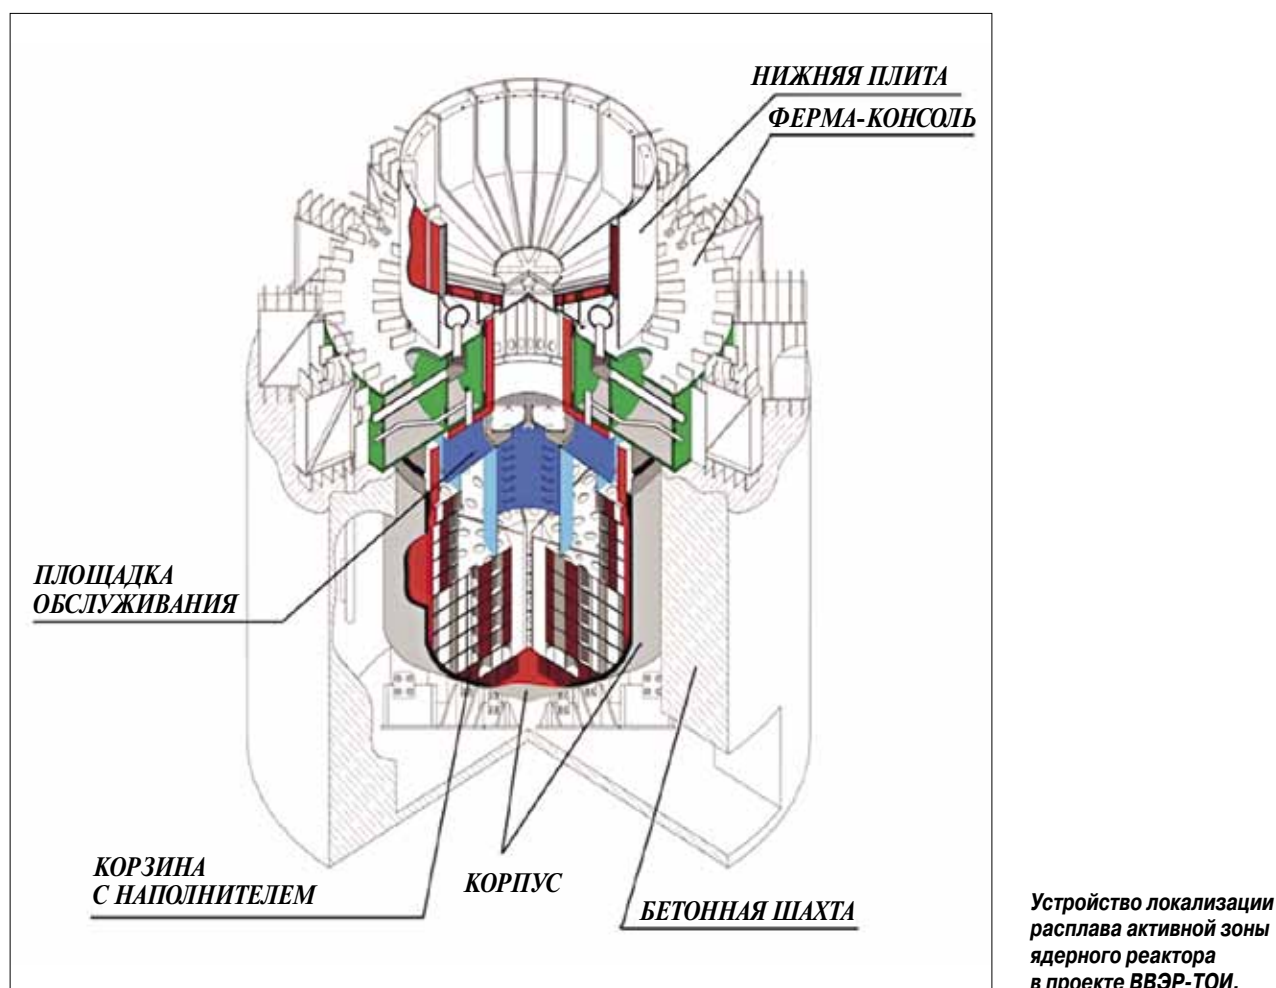 НИЖНЯЯ ПЛИТА
ФЕРМА-КОНСОЛЬ
ПЛОЩАДКА
ОБСЛУЖИВАНИЯ
КОРЗИНА
С НАПОЛНИТЕЛЕМ
КОРПУС
БЕТОННАЯ ШАХТА
Устройство локализации
расплава активной зоны
ядерного реактора
в проекте ВВЭР-ТОИ.